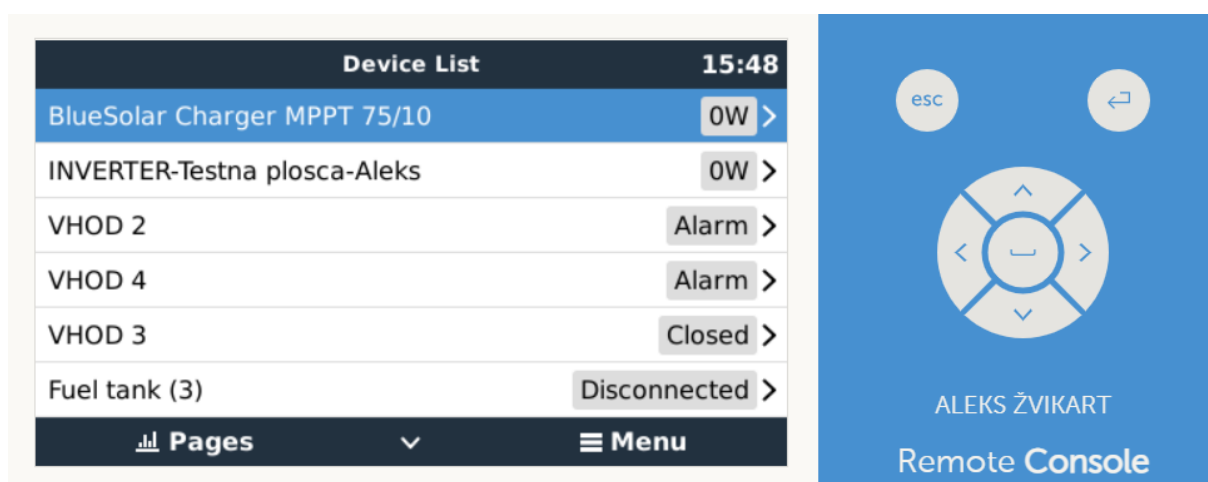 Device List 15:48
BlueSolar Charger MPPT 75/10 0W
INVERTER-Testna plosca-Aleks 0W
VHOD 2 Alarm
VHOD 4 Alarm
VHOD 3 Closed
Fuel tank (3) Disconnected
Pages Menu
esc
ALEKS ŽVIKART
Remote Console